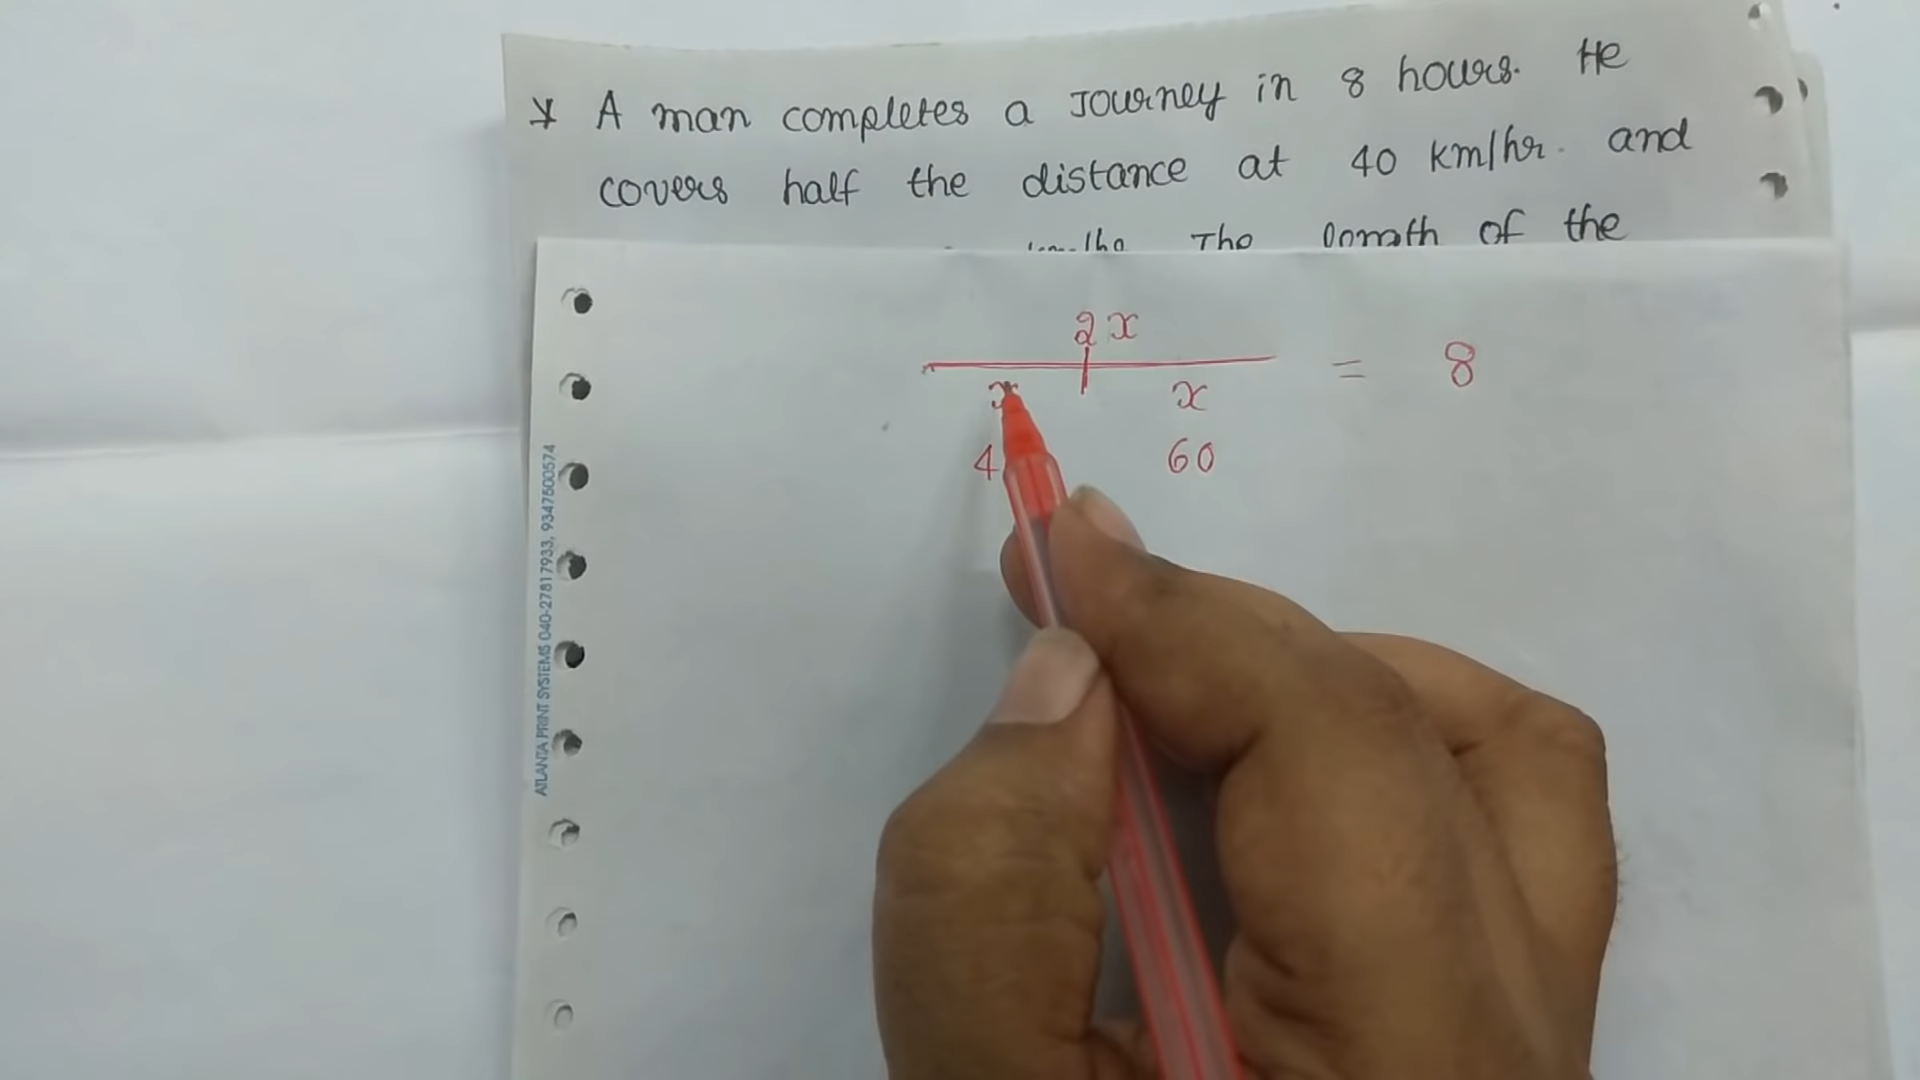 * A man completes a Journey in 8 hours. He
covers half the distance at 40 km/hr. and
The length of the
2x
x x = 8
4 60
ATLANTA PRINT SYSTEMS 040-27817933, 9347500574